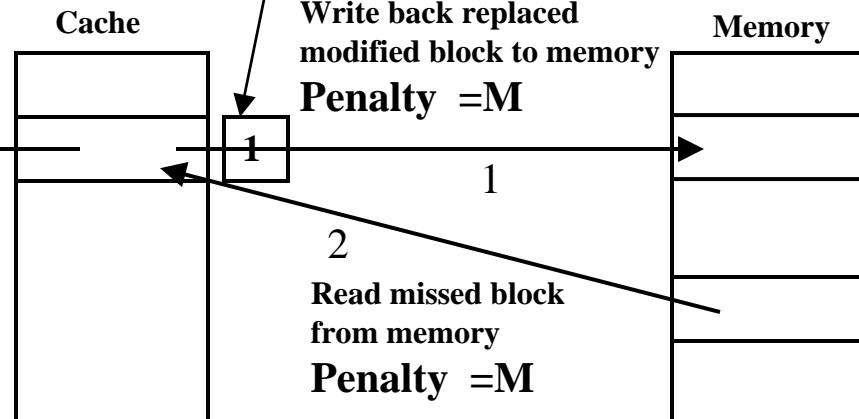 Cache
Write back replaced
modified block to memory
Penalty =M
Memory
1
1
2
Read missed block
from memory
Penalty =M